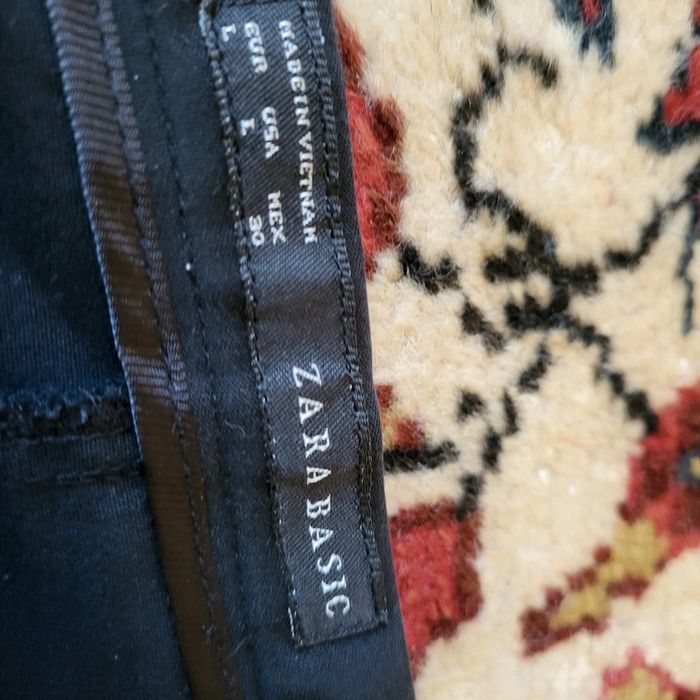 MADE IN VIETNAM
EUR USA MEX
L L 30
ZARA BASIC